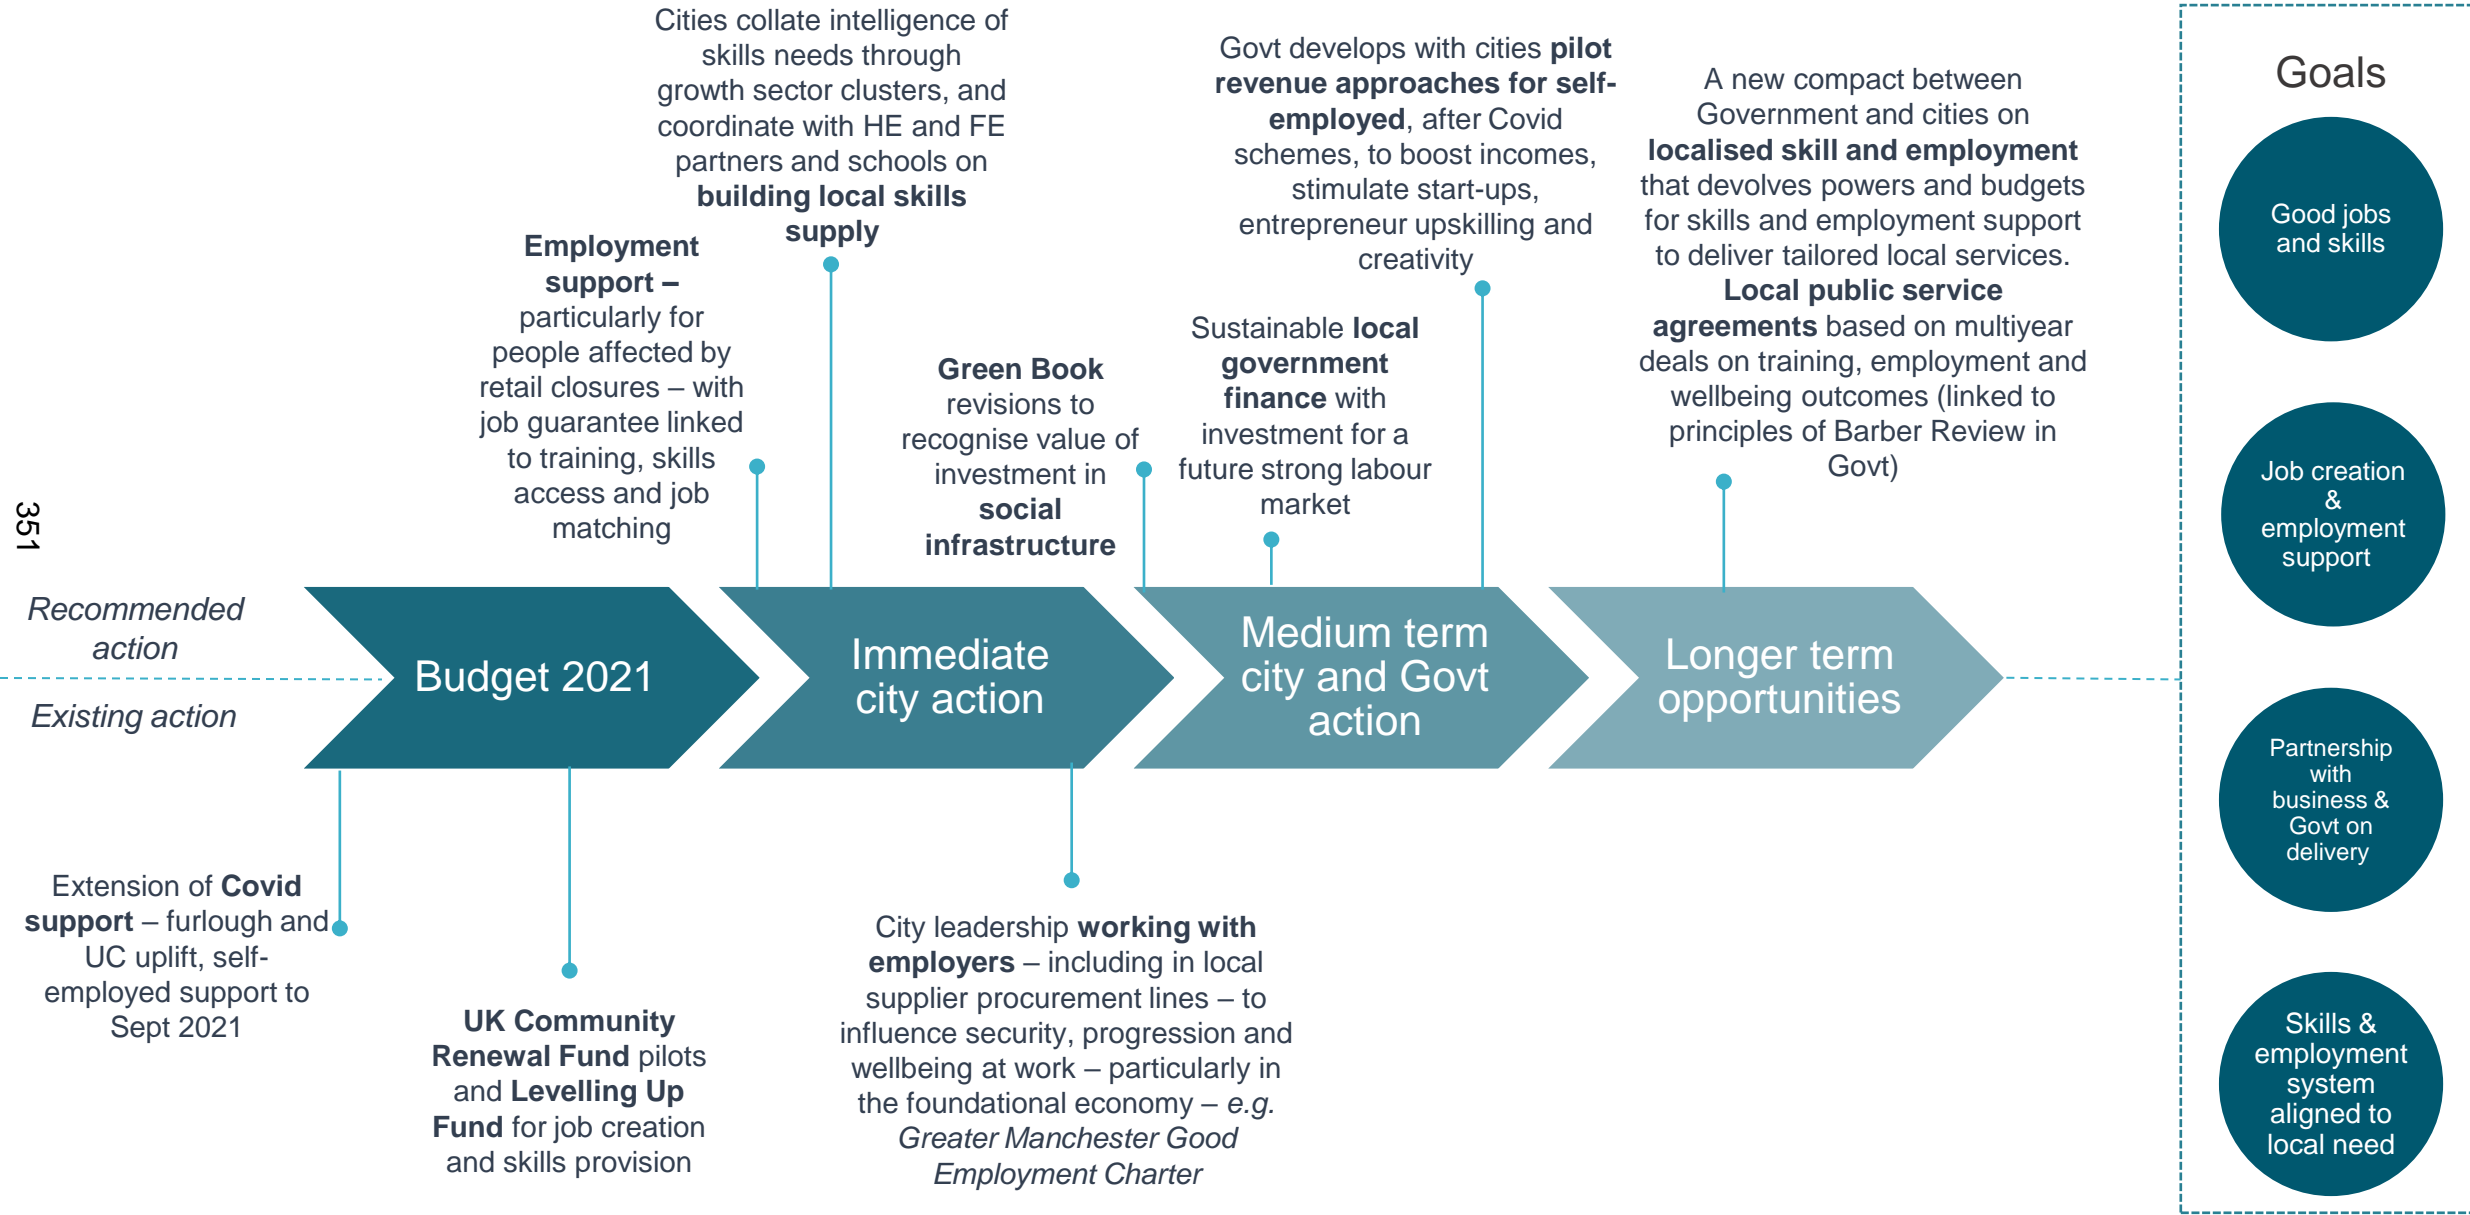 Cities collate intelligence of
skills needs through
growth sector clusters, and
coordinate with HE and FE
partners and schools on
building local skills
supply
Employment
support –
particularly for
people affected by
retail closures – with
job guarantee linked
to training, skills
access and job
matching
Green Book
revisions to
recognise value of
investment in
social
infrastructure
Govt develops with cities pilot
revenue approaches for self-
employed, after Covid
schemes, to boost incomes,
stimulate start-ups,
entrepreneur upskilling and
creativity
Sustainable local
government
finance with
investment for a
future strong labour
market
A new compact between
Government and cities on
localised skill and employment
that devolves powers and budgets
for skills and employment support
to deliver tailored local services.
Local public service
agreements based on multiyear
deals on training, employment and
wellbeing outcomes (linked to
principles of Barber Review in
Govt)
351
Recommended
action
Existing action
Budget 2021
Immediate
city action
Medium term
city and Govt
action
Longer term
opportunities
Extension of Covid
support – furlough and
UC uplift, self-
employed support to
Sept 2021
UK Community
Renewal Fund pilots
and Levelling Up
Fund for job creation
and skills provision
City leadership working with
employers – including in local
supplier procurement lines – to
influence security, progression and
wellbeing at work – particularly in
the foundational economy – e.g.
Greater Manchester Good
Employment Charter
Goals
Good jobs
and skills
Job creation
&
employment
support
Partnership
with
business &
Govt on
delivery
Skills &
employment
system
aligned to
local need